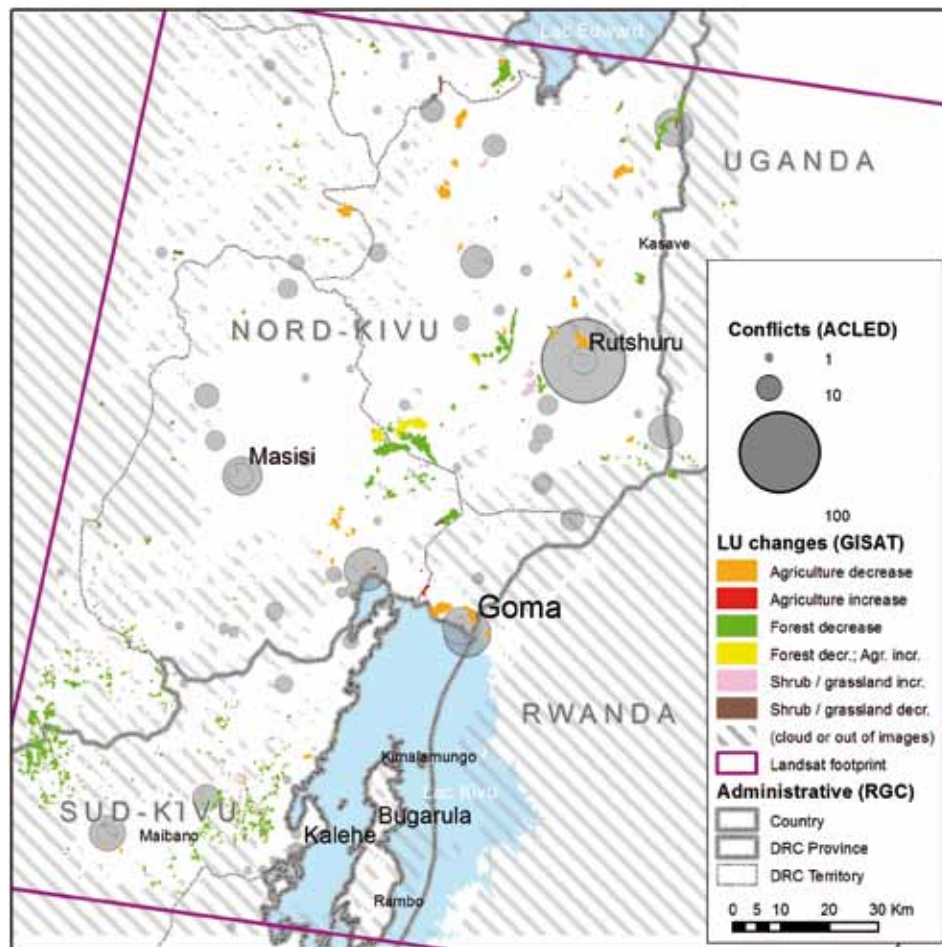 Lac Edward
UGANDA
Kasave
NORD-KIVU
Rutshuru
Masisi
Goma
RWANDA
Kimalamungo
Lac Kivu
SUD-KIVU
Bugarula
Maibano
Kalehe
Rambo
Conflicts (ACLED)
1
10
100
LU changes (GISAT)
Agriculture decrease
Agriculture increase
Forest decrease
Forest decr.; Agr. incr.
Shrub / grassland incr.
Shrub / grassland decr.
(cloud or out of images)
Landsat footprint
Administrative (RGC)
Country
DRC Province
DRC Territory
0 5 10 20 30 Km